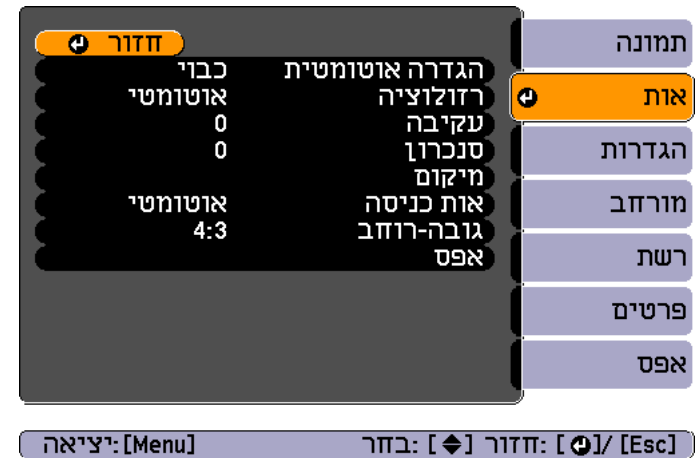 חזור
הגדרה אוטומטית כבוי
רזולוציה אוטומטי
עקיבה 0
סנכרון 0
מיקום
אות כניסה אוטומטי
גובה-רוחב 4:3
אפס
תמונה
אות
הגדרות
מורחב
רשת
פרטים
אפס
[Esc] /[ ]: חזור [ ]: בחר [Menu]: יציאה